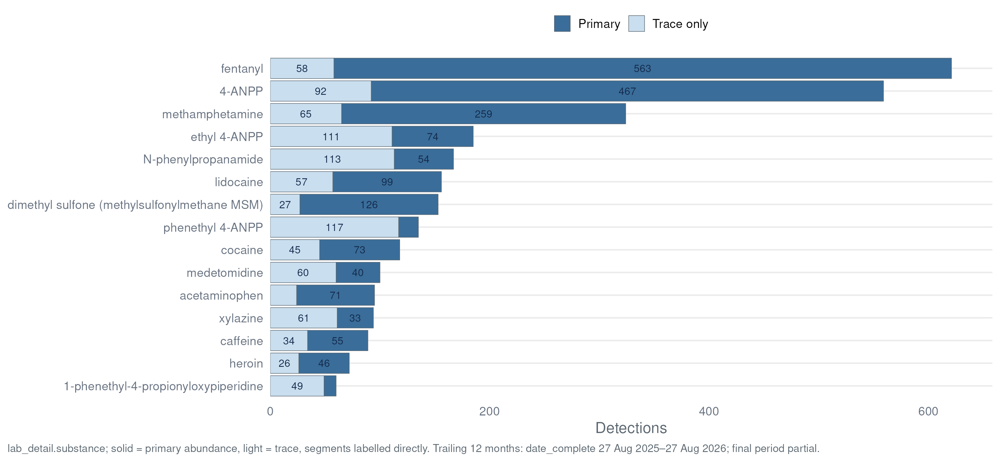 Primary Trace only
fentanyl 58 563
4-ANPP 92 467
methamphetamine 65 259
ethyl 4-ANPP 111 74
N-phenylpropanamide 113 54
lidocaine 57 99
dimethyl sulfone (methylsulfonylmethane MSM) 27 126
phenethyl 4-ANPP 117
cocaine 45 73
medetomidine 60 40
acetaminophen 71
xylazine 61 33
caffeine 34 55
heroin 26 46
1-phenethyl-4-propionyloxypiperidine 49
0 200 400 600
Detections
lab_detail.substance; solid = primary abundance, light = trace, segments labelled directly. Trailing 12 months: date_complete 27 Aug 2025–27 Aug 2026; final period partial.